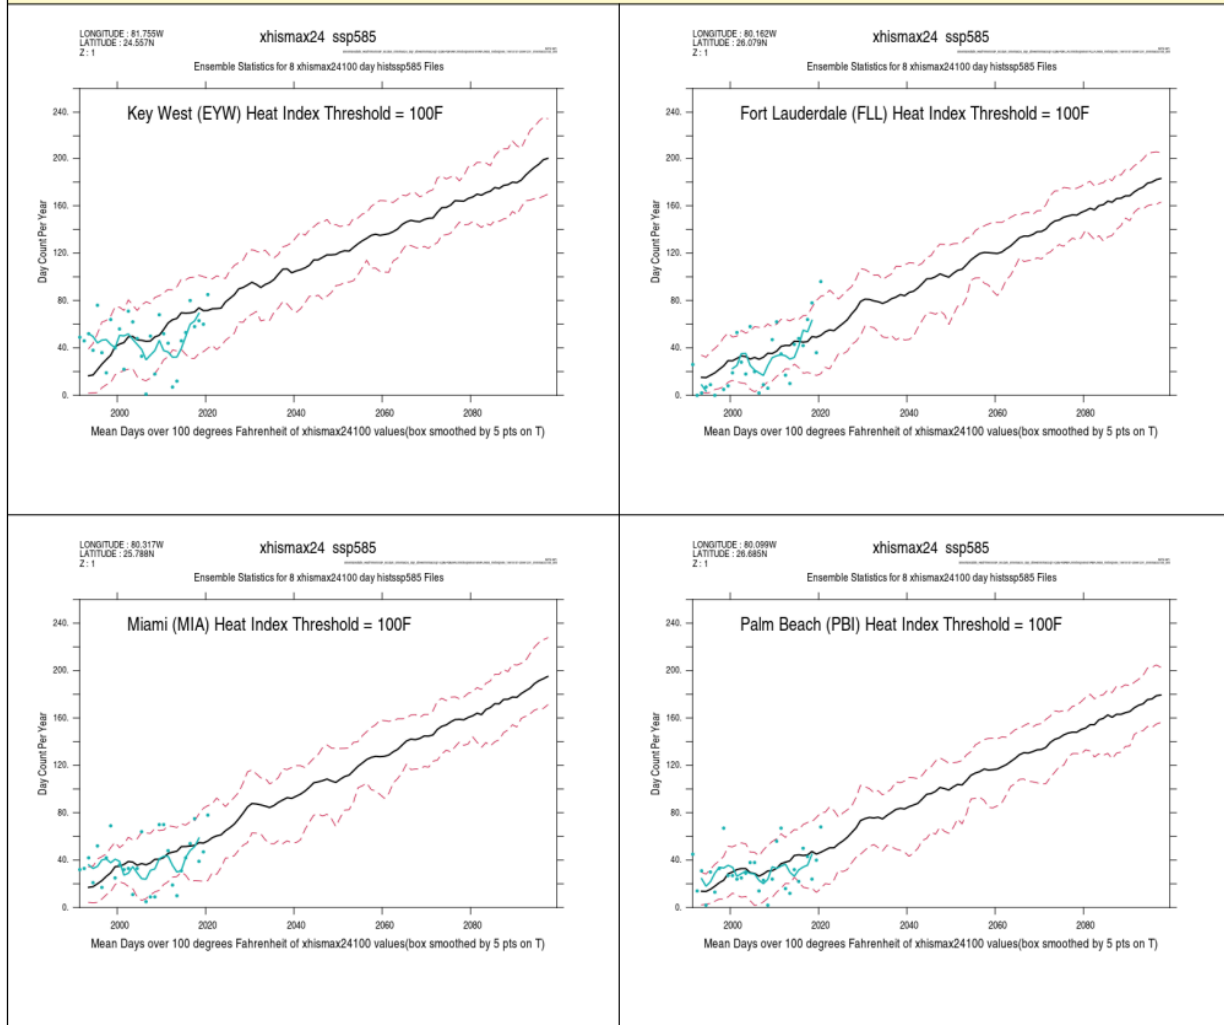 LONGITUDE : 81.755W
LATITUDE : 24.557N
Z : 1
xhismax24 ssp585
Ensemble Statistics for 8 xhismax24100 day histssp585 Files
Key West (EYW) Heat Index Threshold = 100F
240.
200.
160.
120.
80.
40.
0.
Day Count Per Year
2000 2020 2040 2060 2080
Mean Days over 100 degrees Fahrenheit of xhismax24100 values(box smoothed by 5 pts on T)
LONGITUDE : 80.162W
LATITUDE : 26.079N
Z : 1
xhismax24 ssp585
Ensemble Statistics for 8 xhismax24100 day histssp585 Files
Fort Lauderdale (FLL) Heat Index Threshold = 100F
240.
200.
160.
120.
80.
40.
0.
Day Count Per Year
2000 2020 2040 2060 2080
Mean Days over 100 degrees Fahrenheit of xhismax24100 values(box smoothed by 5 pts on T)
LONGITUDE : 80.317W
LATITUDE : 25.788N
Z : 1
xhismax24 ssp585
Ensemble Statistics for 8 xhismax24100 day histssp585 Files
Miami (MIA) Heat Index Threshold = 100F
240.
200.
160.
120.
80.
40.
0.
Day Count Per Year
2000 2020 2040 2060 2080
Mean Days over 100 degrees Fahrenheit of xhismax24100 values(box smoothed by 5 pts on T)
LONGITUDE : 80.099W
LATITUDE : 26.685N
Z : 1
xhismax24 ssp585
Ensemble Statistics for 8 xhismax24100 day histssp585 Files
Palm Beach (PBI) Heat Index Threshold = 100F
240.
200.
160.
120.
80.
40.
0.
Day Count Per Year
2000 2020 2040 2060 2080
Mean Days over 100 degrees Fahrenheit of xhismax24100 values(box smoothed by 5 pts on T)